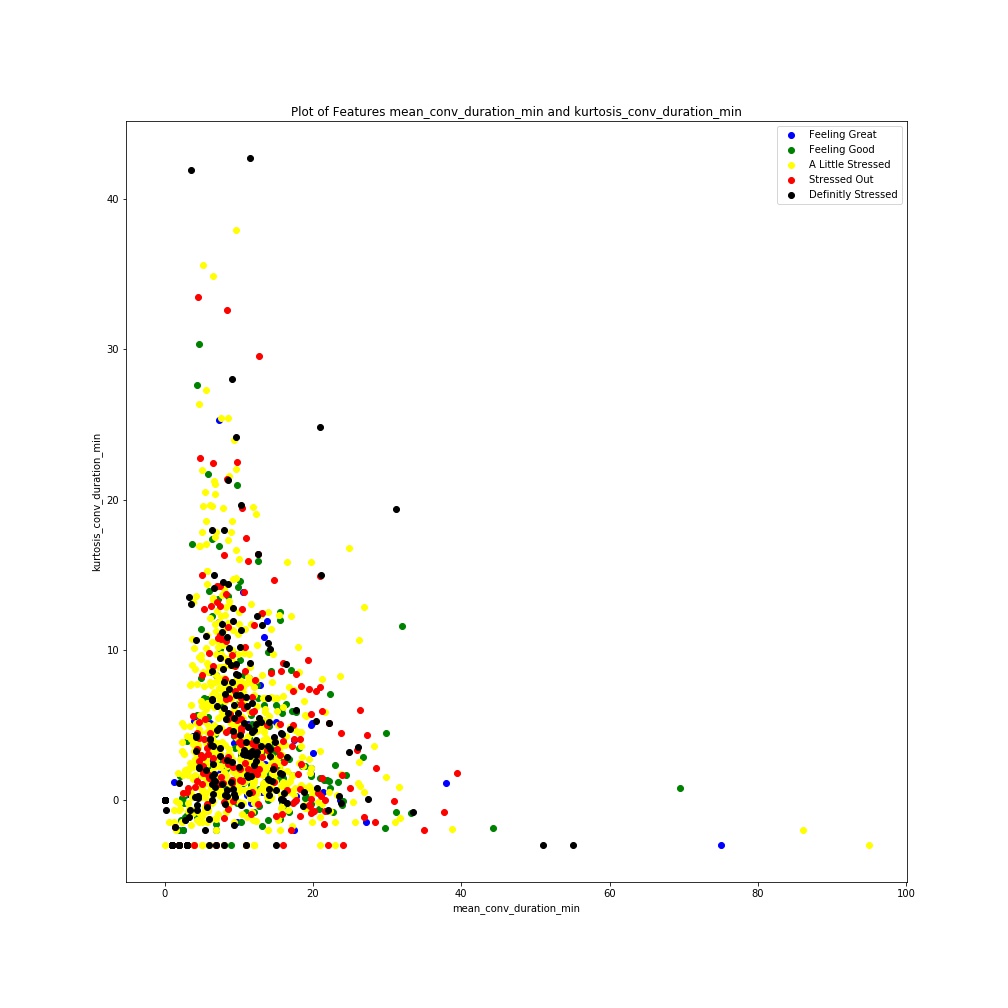 Plot of Features mean_conv_duration_min and kurtosis_conv_duration_min
Feeling Great
Feeling Good
A Little Stressed
Stressed Out
Definitly Stressed
kurtosis_conv_duration_min
40
30
20
10
0
0 20 40 60 80 100
mean_conv_duration_min